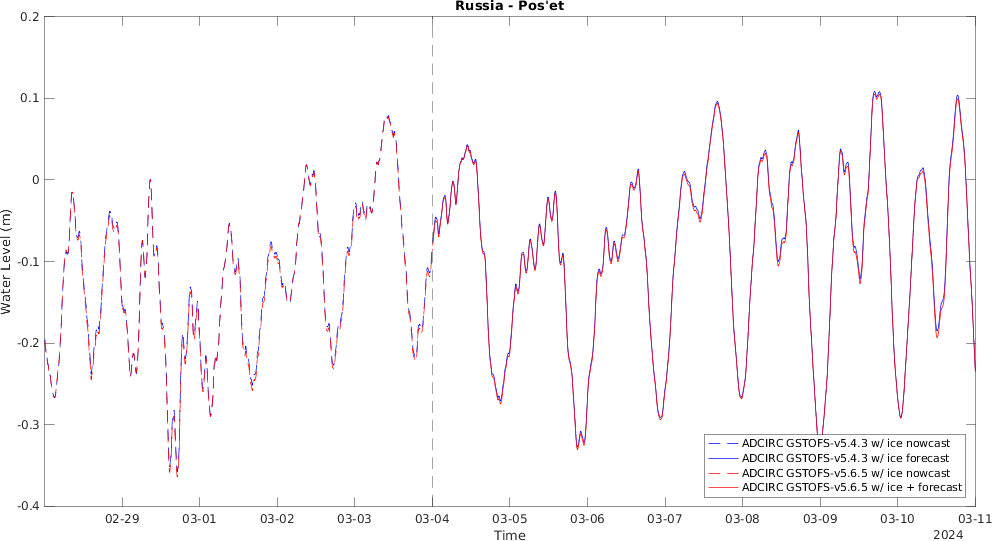 Russia - Pos'et
0.2
0.1
0
-0.1
-0.2
-0.3
-0.4
Water Level (m)
02-29 03-01 03-02 03-03 03-04 03-05 03-06 03-07 03-08 03-09 03-10 03-11
Time
2024
ADCIRC GSTOFS-v5.4.3 w/ ice nowcast
ADCIRC GSTOFS-v5.4.3 w/ ice forecast
ADCIRC GSTOFS-v5.6.5 w/ ice nowcast
ADCIRC GSTOFS-v5.6.5 w/ ice + forecast